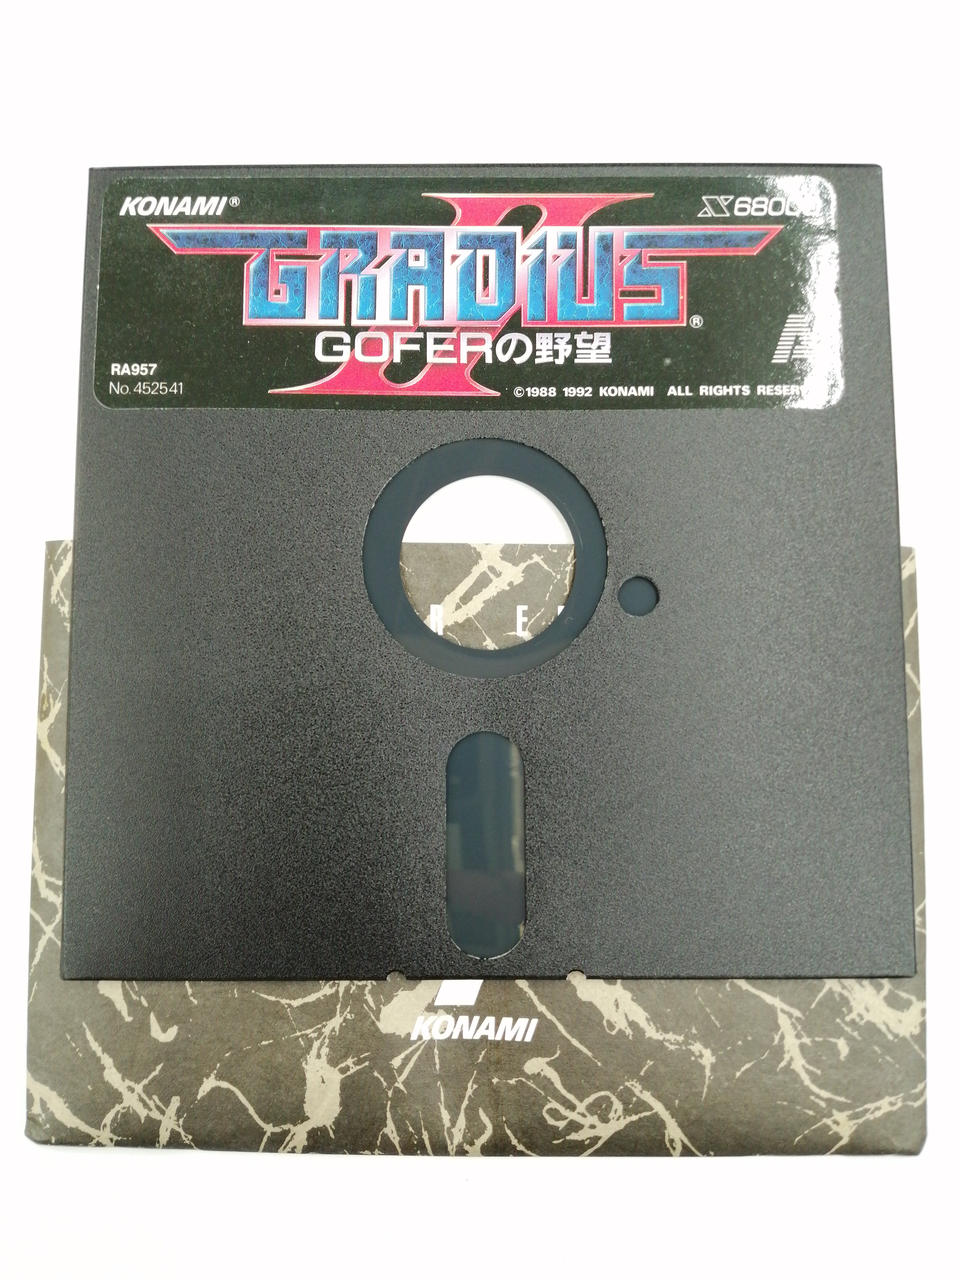 KONAMI®
X68000
GRADIUS II®
GOFERの野望
RA957
No. 452541
©1988 1992 KONAMI ALL RIGHTS RESERV
R E
KONAMI